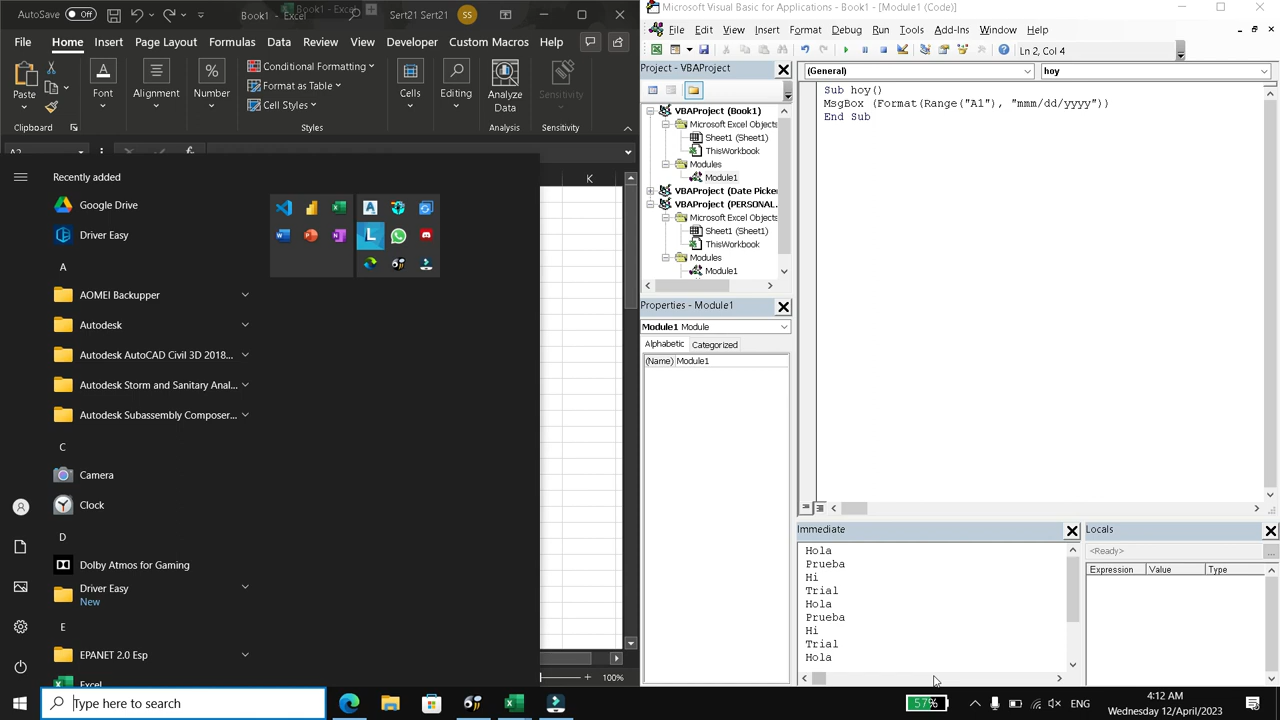 AutoSave Off Book1 - Excel Sert21 Sert21 SS
Book1 - Excel
File Home Insert Page Layout Formulas Data Review View Developer Custom Macros Help
Paste
Clipboard
Font
Alignment
Number
Conditional Formatting
Format as Table
Cell Styles
Styles
Cells
Editing
Analyze
Data
Analysis
Sensitivity
Sensitivity
K
100%
Recently added
Google Drive
Driver Easy
A
AOMEI Backupper
Autodesk
Autodesk AutoCAD Civil 3D 2018...
Autodesk Storm and Sanitary Anal...
Autodesk Subassembly Composer...
C
Camera
Clock
D
Dolby Atmos for Gaming
Driver Easy
New
E
EPANET 2.0 Esp
Excel
Type here to search
Microsoft Visual Basic for Applications - Book1 - [Module1 (Code)]
File Edit View Insert Format Debug Run Tools Add-Ins Window Help
Ln 2, Col 4
Project - VBAProject
VBAProject (Book1)
Microsoft Excel Objects
Sheet1 (Sheet1)
ThisWorkbook
Modules
Module1
VBAProject (Date Picke
VBAProject (PERSONAL.
Microsoft Excel Objects
Sheet1 (Sheet1)
ThisWorkbook
Modules
Module1
Properties - Module1
Module1 Module
Alphabetic Categorized
(Name) Module1
(General) hoy
Sub hoy()
MsgBox (Format(Range("A1"), "mmm/dd/yyyy"))
End Sub
Immediate
Hola
Prueba
Hi
Trial
Hola
Prueba
Hi
Trial
Hola
Locals
<Ready>
Expression Value Type
57%
ENG
4:12 AM
Wednesday 12/April/2023